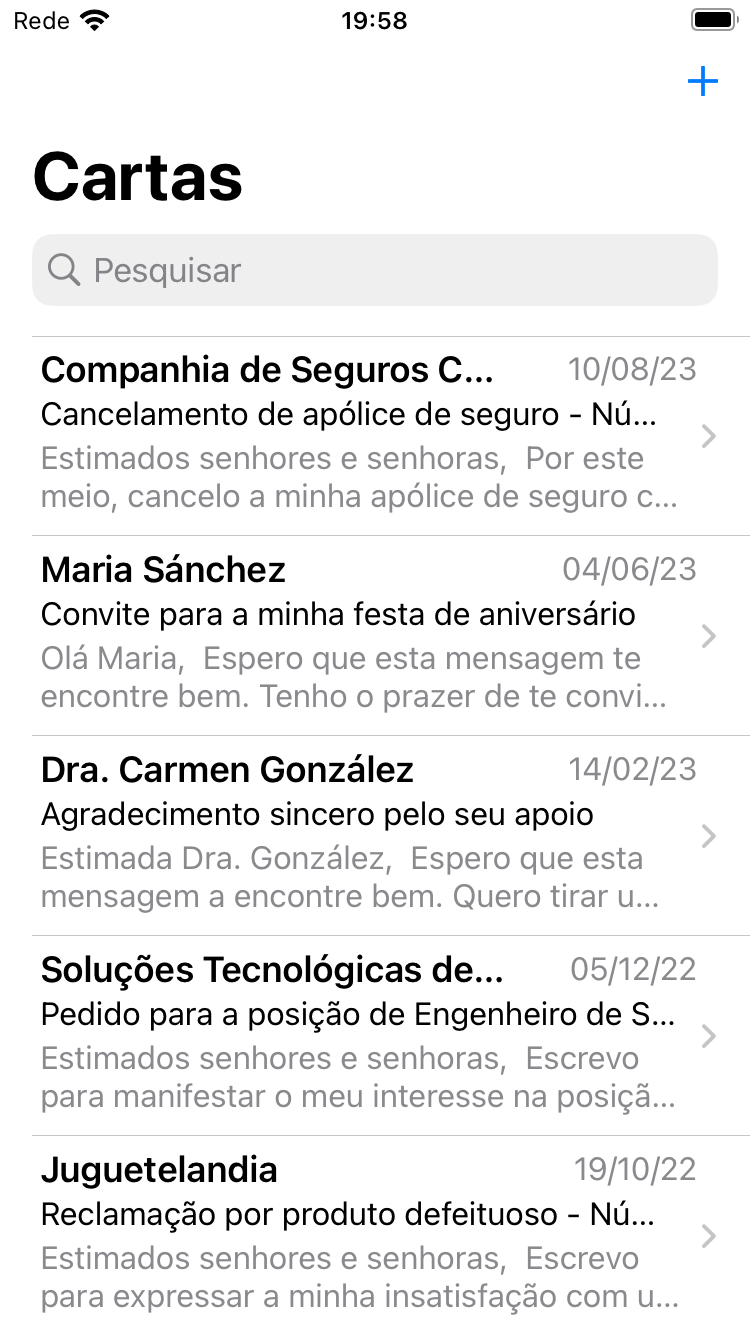 Rede 19:58
Cartas
Pesquisar
Companhia de Seguros C... 10/08/23
Cancelamento de apólice de seguro - Nú...
Estimados senhores e senhoras,  Por este
meio, cancelo a minha apólice de seguro c...
Maria Sánchez 04/06/23
Convite para a minha festa de aniversário
Olá Maria,  Espero que esta mensagem te
encontre bem. Tenho o prazer de te convi...
Dra. Carmen González 14/02/23
Agradecimento sincero pelo seu apoio
Estimada Dra. González,  Espero que esta
mensagem a encontre bem. Quero tirar u...
Soluções Tecnológicas de... 05/12/22
Pedido para a posição de Engenheiro de S...
Estimados senhores e senhoras,  Escrevo
para manifestar o meu interesse na posiçã...
Juguetelandia 19/10/22
Reclamação por produto defeituoso - Nú...
Estimados senhores e senhoras,  Escrevo
para expressar a minha insatisfação com u...